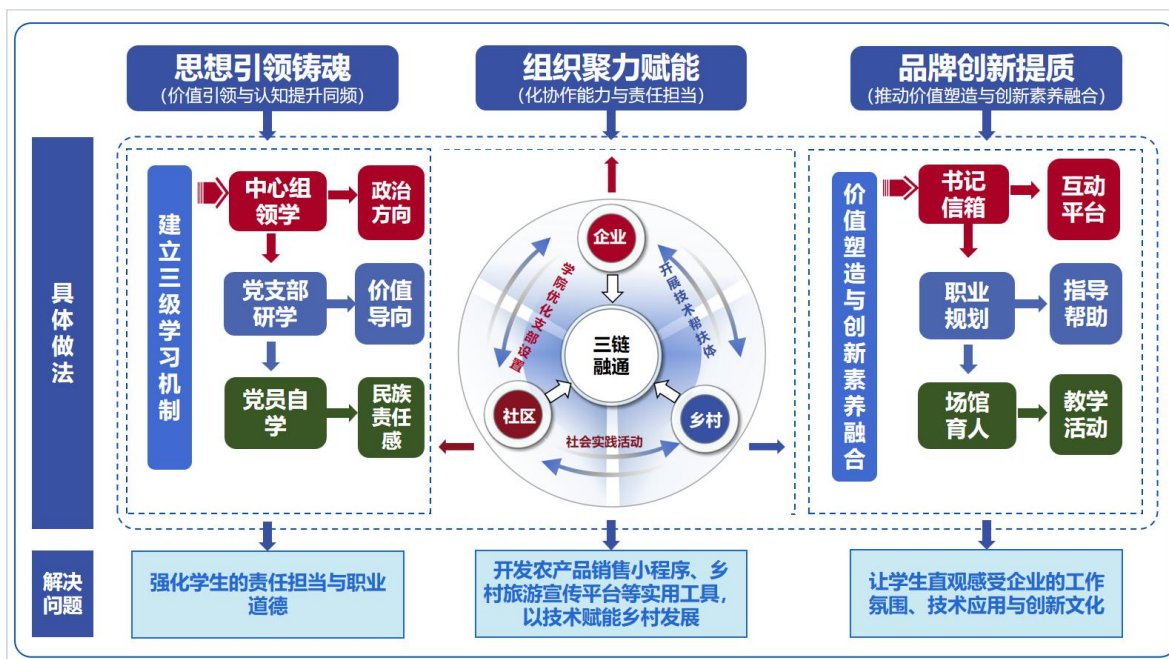 思想引领铸魂
(价值引领与认知提升同频)
组织聚力赋能
(化协作能力与责任担当)
品牌创新提质
(推动价值塑造与创新素养融合)
具体做法
建立三级学习机制
中心组
领学
政治
方向
党支部
研学
价值
导向
党员自
学
民族
责任
感
企业
学院优化支部设置
开展技术帮扶体
三链
融通
社区
乡村
社会实践活动
价值塑造与创新素养融合
书记
信箱
互动
平台
职业
规划
指导
帮助
场馆
育人
教学
活动
解决
问题
强化学生的责任担当与职业
道德
开发农产品销售小程序、乡
村旅游宣传平台等实用工具，
以技术赋能乡村发展
让学生直观感受企业的工作
氛围、技术应用与创新文化